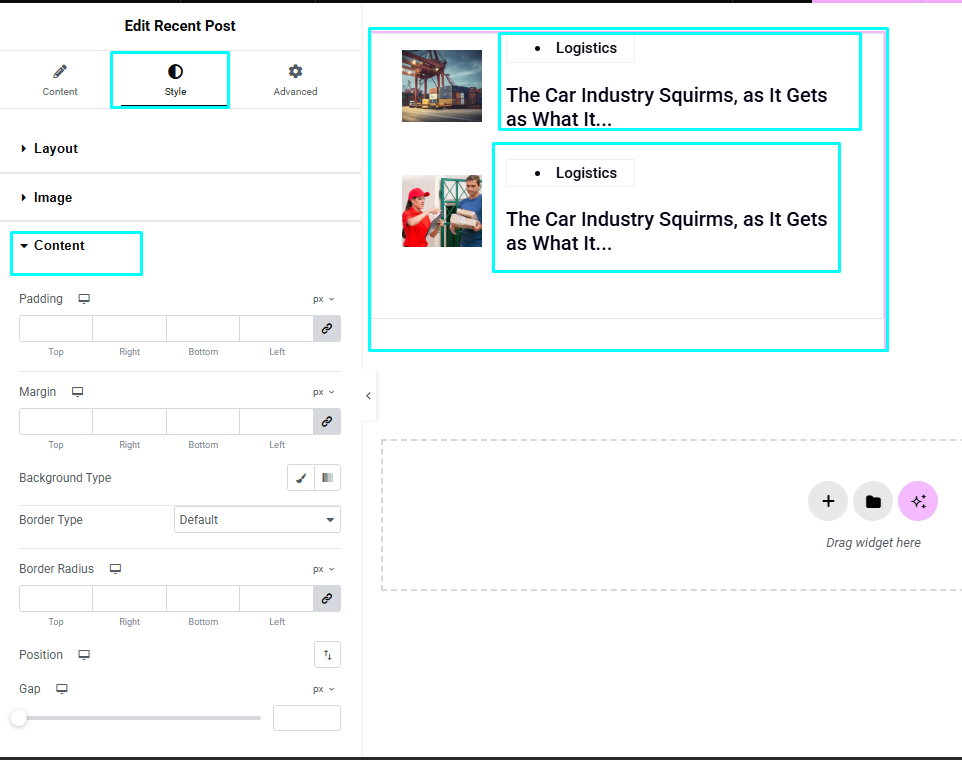 Edit Recent Post
Content
Style
Advanced
Layout
Image
Content
Padding
px
Top Right Bottom Left
Margin
px
Top Right Bottom Left
Background Type
Border Type
Default
Border Radius
px
Top Right Bottom Left
Position
Gap
px
• Logistics
The Car Industry Squirms, as It Gets
as What It...
• Logistics
The Car Industry Squirms, as It Gets
as What It...
Drag widget here